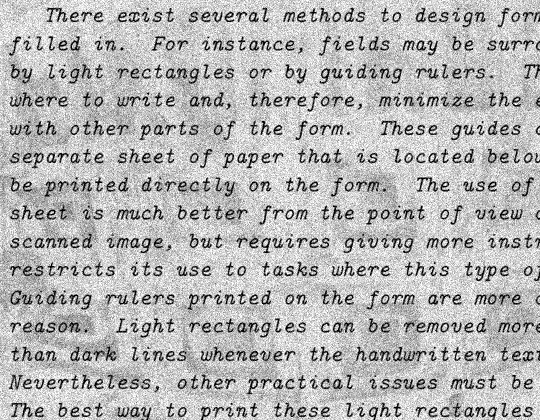 There exist several methods to design form
filled in. For instance, fields may be surro
by light rectangles or by guiding rulers. Th
where to write and, therefore, minimize the e
with other parts of the form. These guides c
separate sheet of paper that is located below
be printed directly on the form. The use of
sheet is much better from the point of view o
scanned image, but requires giving more instr
restricts its use to tasks where this type of
Guiding rulers printed on the form are more c
reason. Light rectangles can be removed more
than dark lines whenever the handwritten text
Nevertheless, other practical issues must be
The best way to print these light rectangles